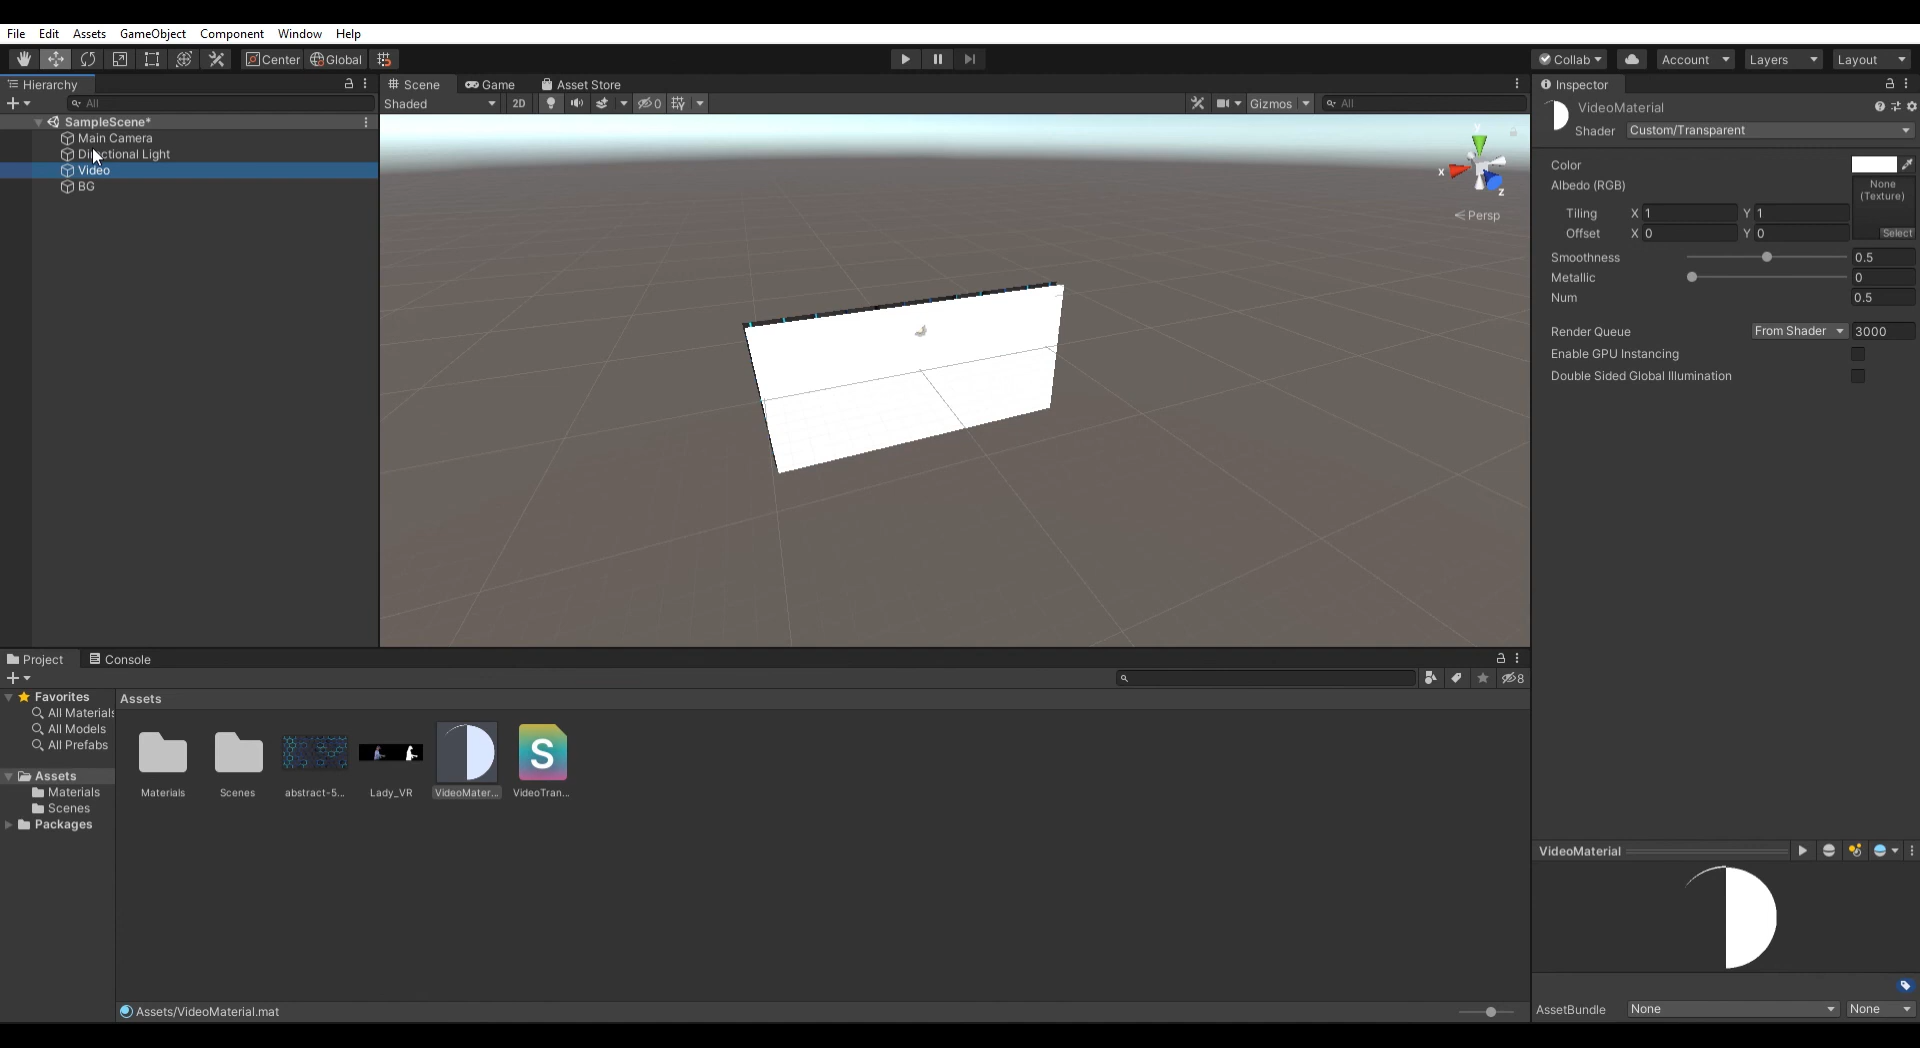 File Edit Assets GameObject Component Window Help
Center Global
Collab Account Layers Layout
Hierarchy
All
SampleScene*
Main Camera
Directional Light
Video
BG
Scene Game Asset Store
Shaded 2D 0 Gizmos All
Y
X
Z
Persp
Inspector
VideoMaterial
Shader Custom/Transparent
Color
Albedo (RGB) None
(Texture)
Tiling X 1 Y 1
Offset X 0 Y 0
Select
Smoothness 0.5
Metallic 0
Num 0.5
Render Queue From Shader 3000
Enable GPU Instancing
Double Sided Global Illumination
Project Console
8
Favorites
All Materials
All Models
All Prefabs
Assets
Materials
Scenes
Packages
Assets
S
Materials Scenes abstract-5... Lady_VR VideoMater... VideoTran...
Assets/VideoMaterial.mat
VideoMaterial
AssetBundle None None